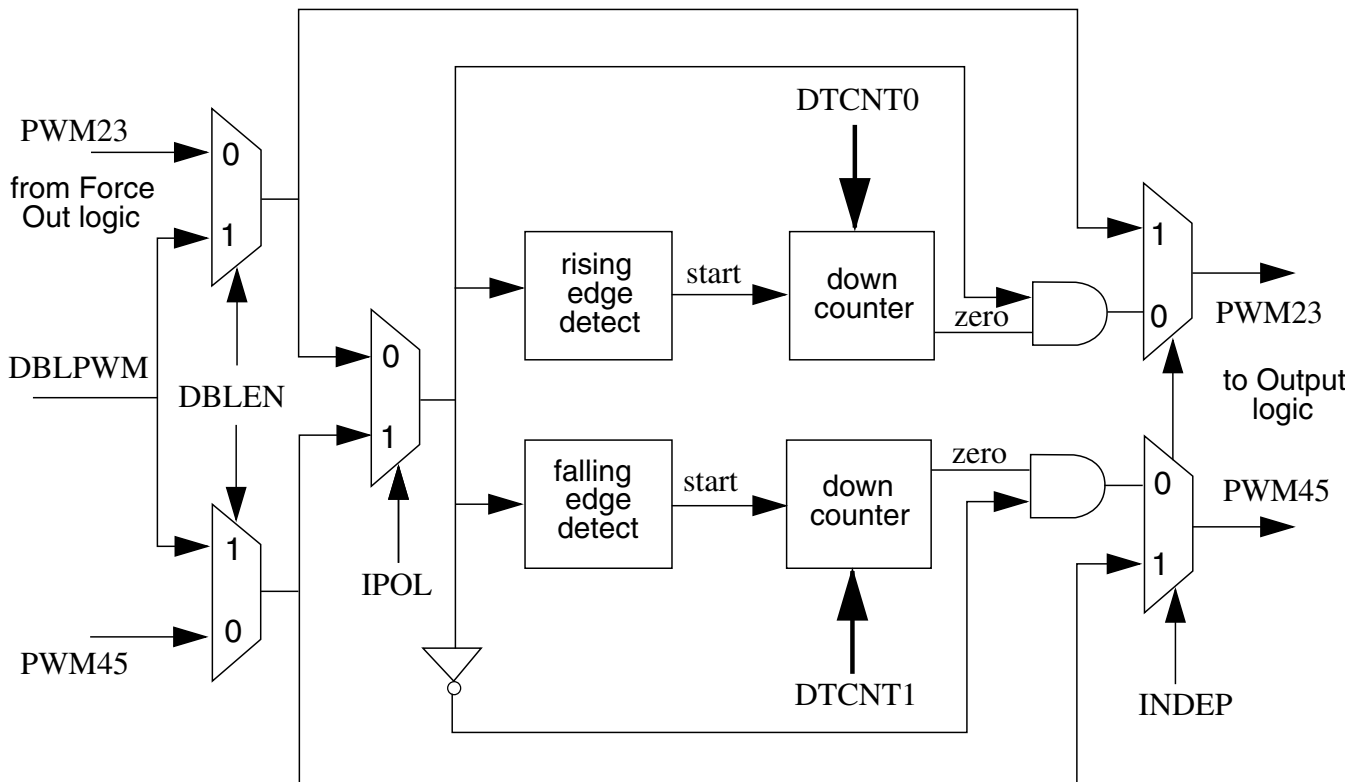 DTCNT0
PWM23
0
from Force
Out logic
1
rising
edge
detect
start
down
counter
zero
1
0
PWM23
DBLPWM
DBLEN
0
1
to Output
logic
falling
edge
detect
start
down
counter
zero
0
1
PWM45
1
0
PWM45
IPOL
DTCNT1
INDEP